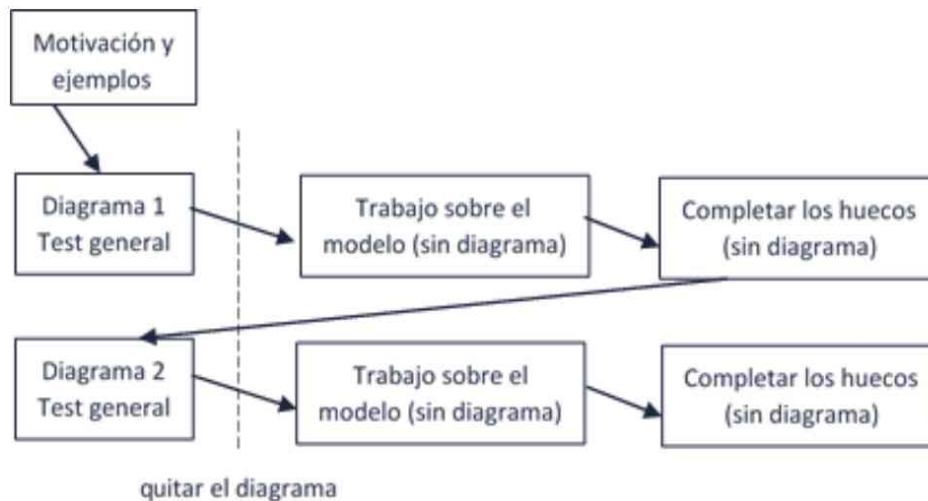 Motivación y
ejemplos
Diagrama 1
Test general
Trabajo sobre el
modelo (sin diagrama)
Completar los huecos
(sin diagrama)
Diagrama 2
Test general
Trabajo sobre el
modelo (sin diagrama)
Completar los huecos
(sin diagrama)
quitar el diagrama